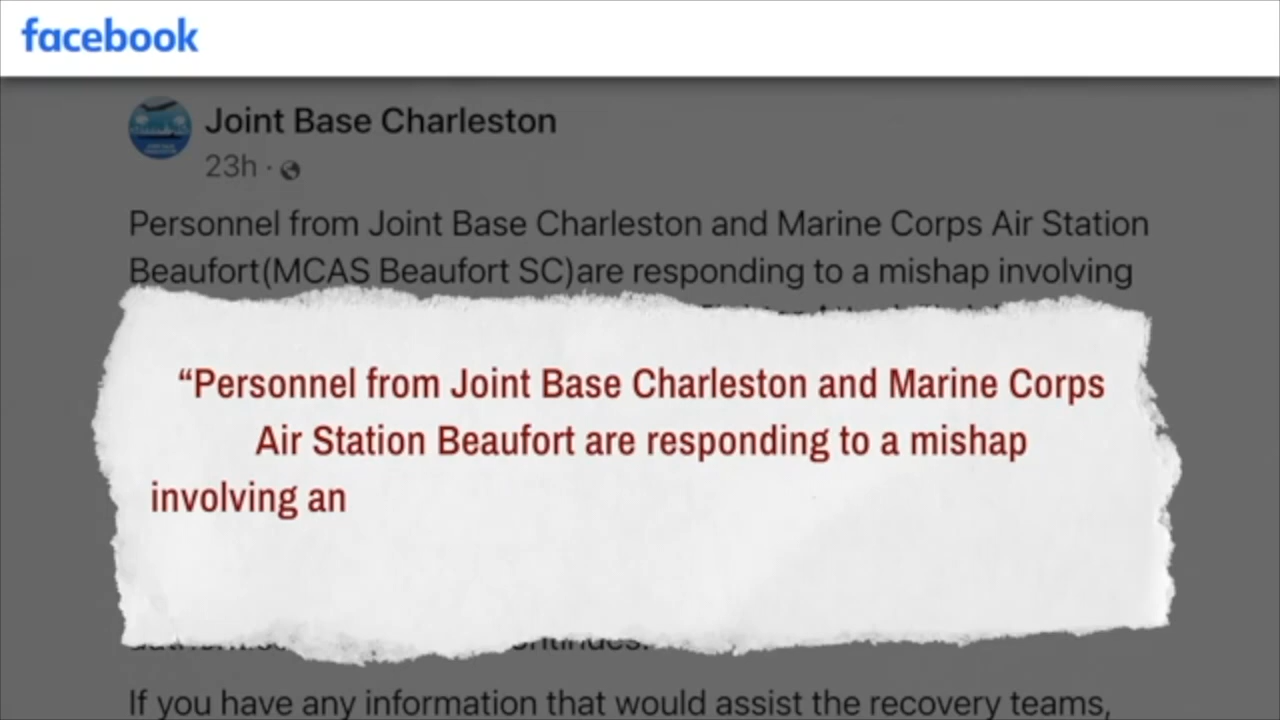 facebook
Joint Base Charleston
23h ·
Personnel from Joint Base Charleston and Marine Corps Air Station
Beaufort(MCAS Beaufort SC)are responding to a mishap involving
“Personnel from Joint Base Charleston and Marine Corps
Air Station Beaufort are responding to a mishap
involving an
continues.
If you have any information that would assist the recovery teams,